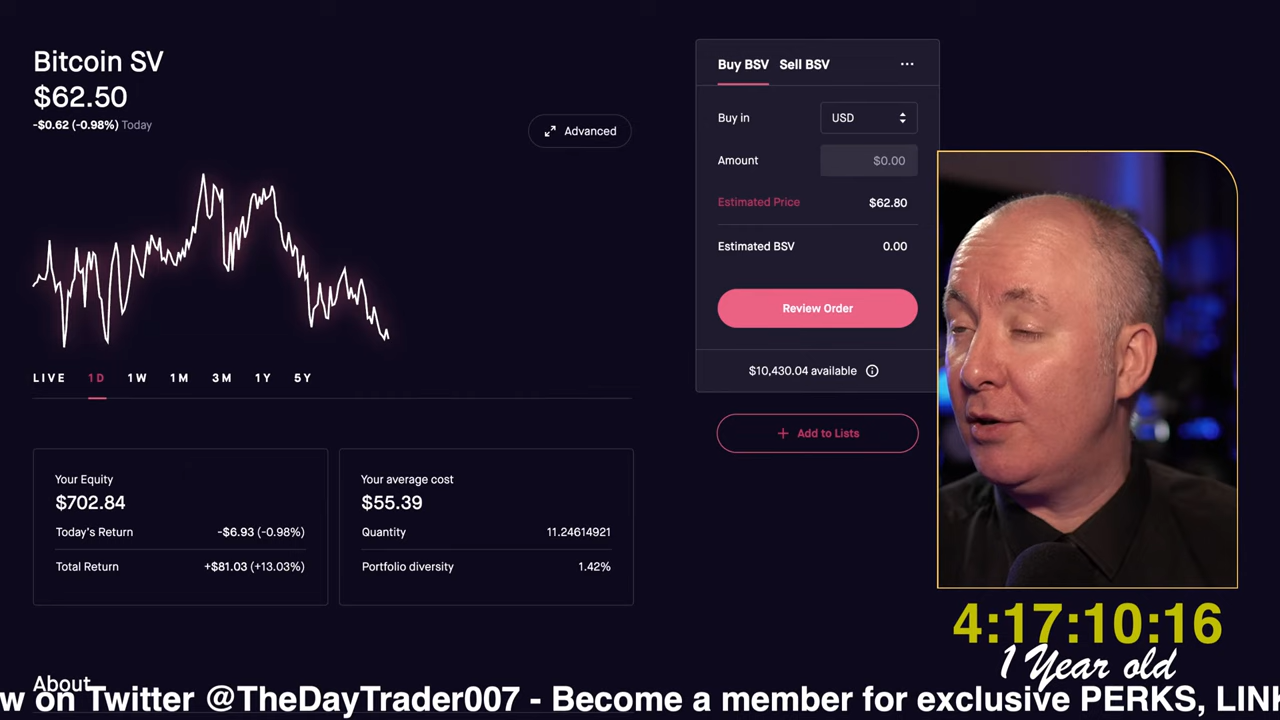 Bitcoin SV
$62.50
-$0.62 (-0.98%) Today
Advanced
LIVE 1D 1W 1M 3M 1Y 5Y
Your Equity
$702.84
Today's Return -$6.93 (-0.98%)
Total Return +$81.03 (+13.03%)
Your average cost
$55.39
Quantity 11.24614921
Portfolio diversity 1.42%
About
Buy BSV Sell BSV ...
Buy in USD
Amount $0.00
Estimated Price $62.80
Estimated BSV 0.00
Review Order
$10,430.04 available
+ Add to Lists
4:17:10:16
1 Year old
w on Twitter @TheDayTrader007 - Become a member for exclusive PERKS, LIN